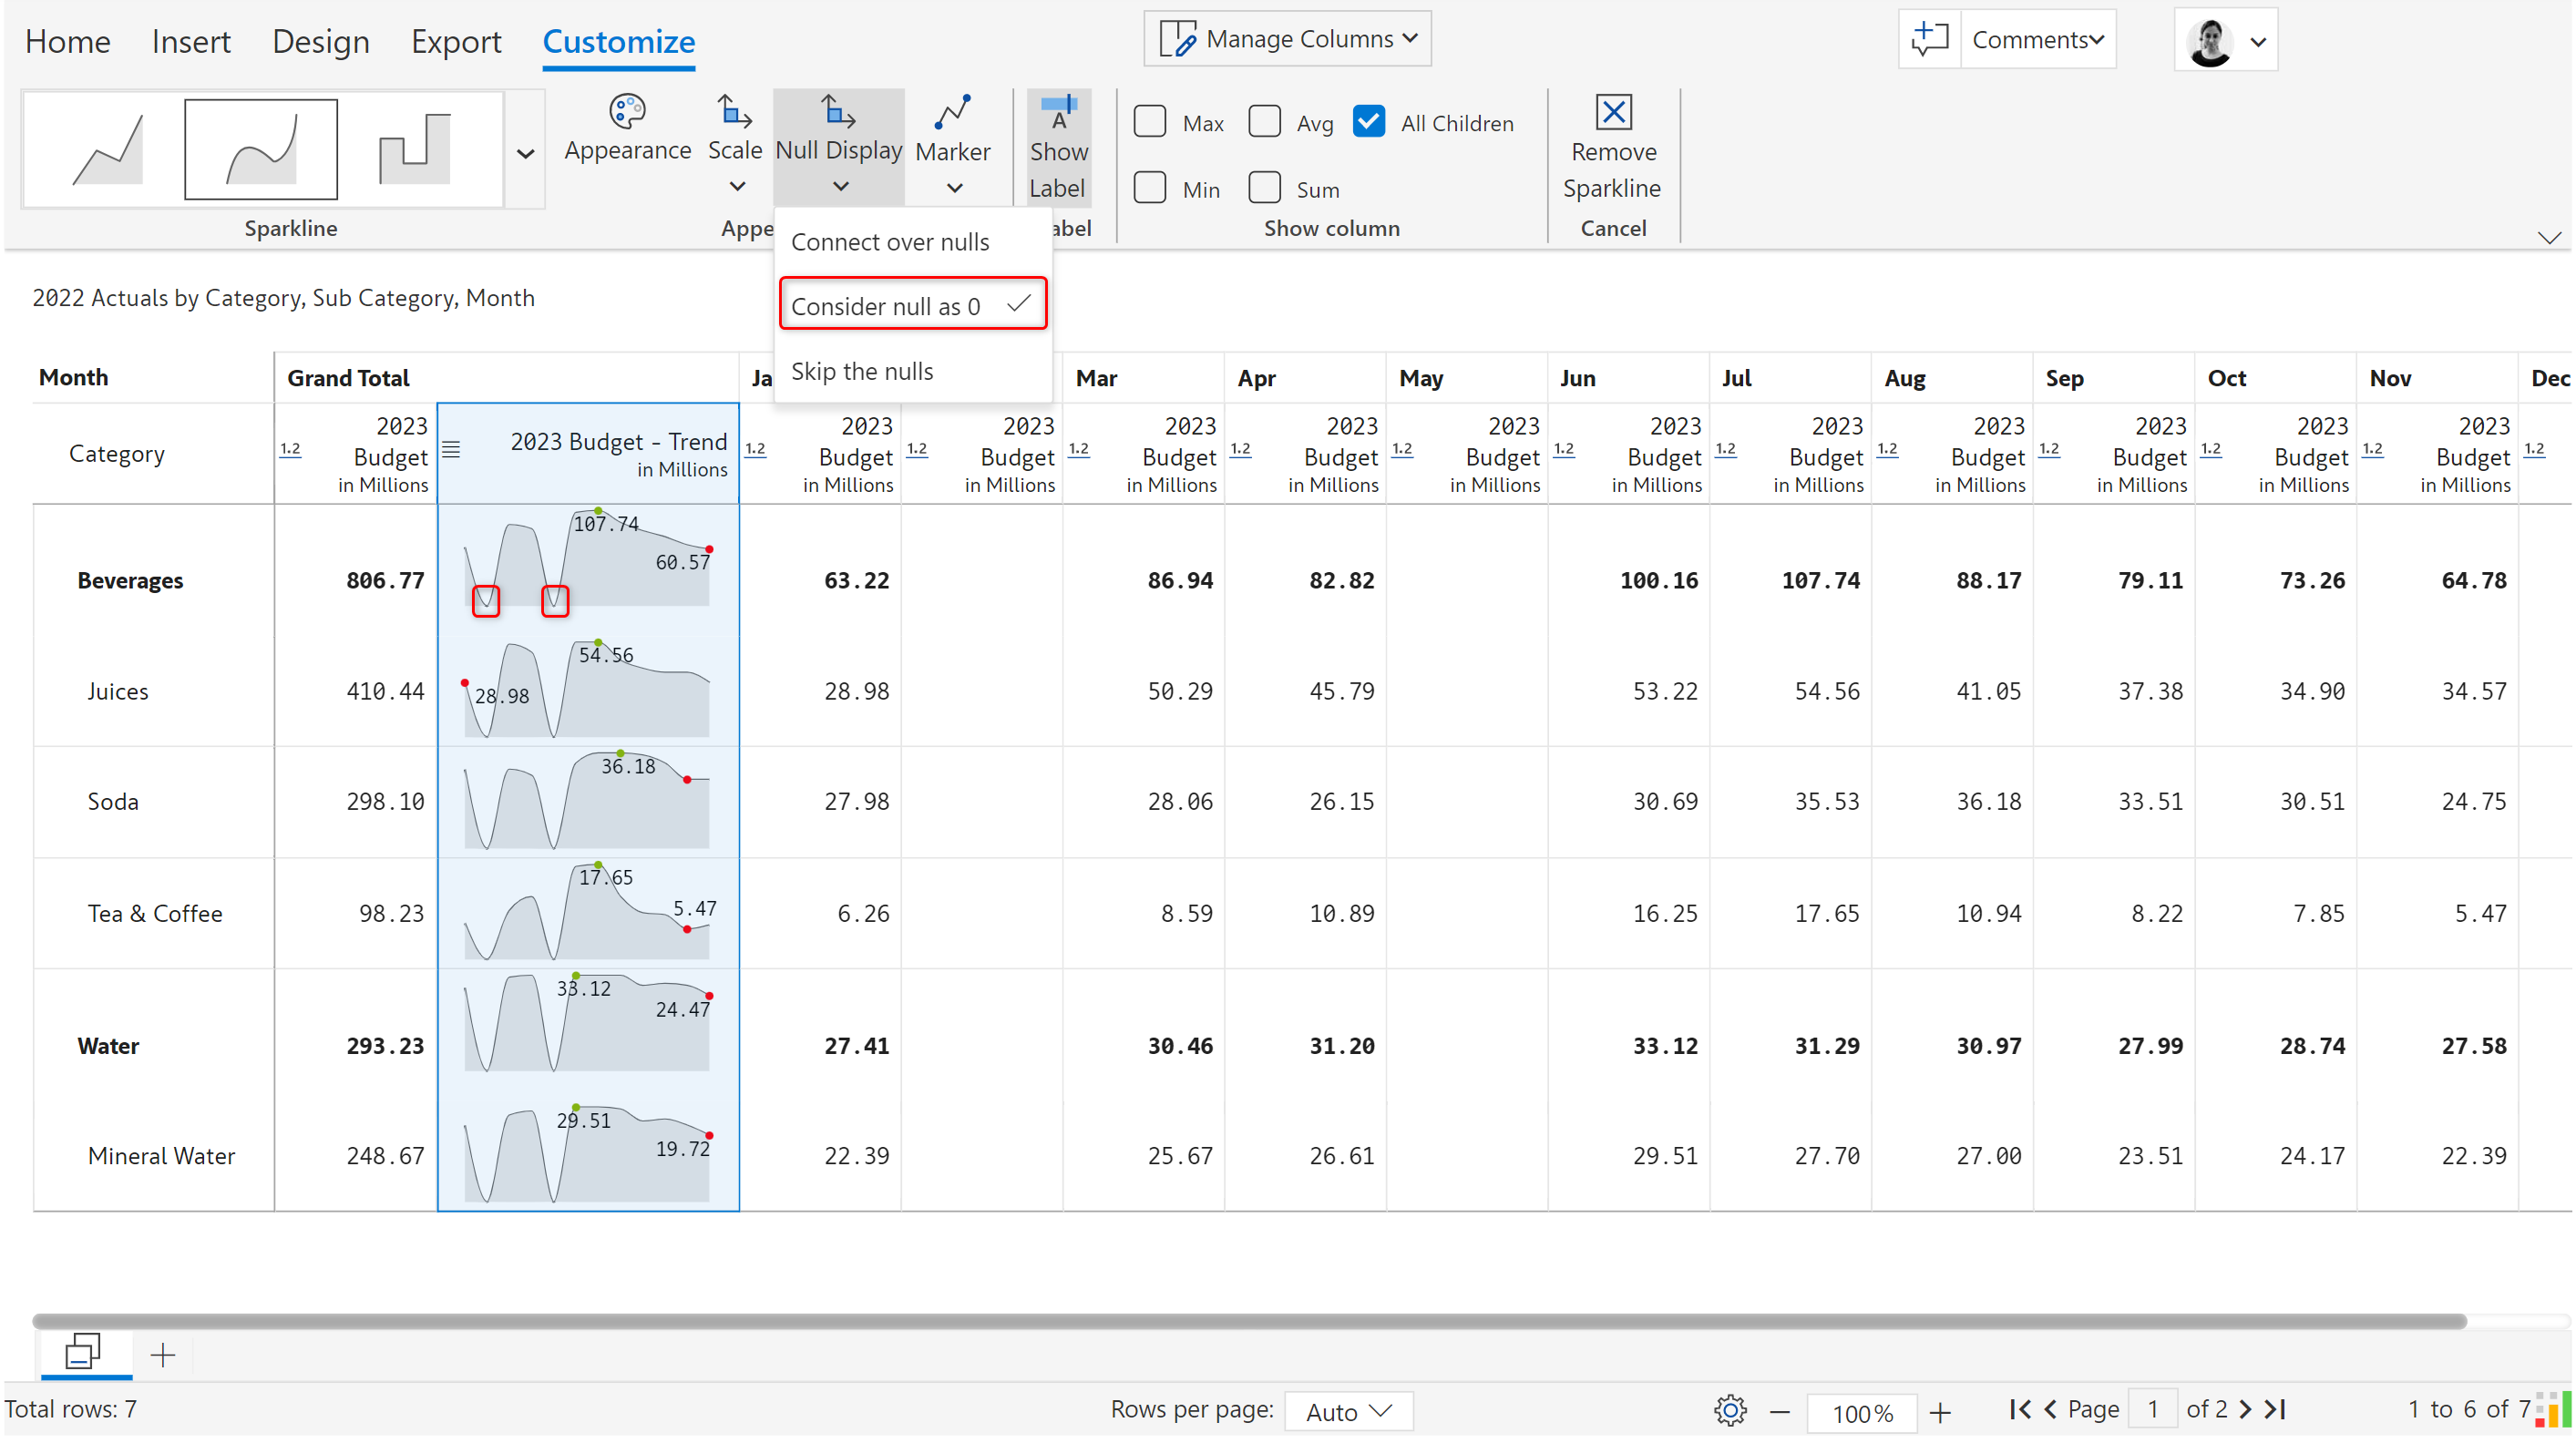 Home Insert Design Export Customize Manage Columns Comments
Appearance Scale Null Display Marker Show Label
Max Avg All Children
Min Sum
Remove Sparkline
Sparkline Appe abel Show column Cancel
Connect over nulls
Consider null as 0
Skip the nulls
2022 Actuals by Category, Sub Category, Month
Month Grand Total Ja Mar Apr May Jun Jul Aug Sep Oct Nov Dec
Category 1.2 2023 Budget in Millions 2023 Budget - Trend in Millions 1.2 2023 Budget in Millions 1.2 2023 Budget in Millions 1.2 2023 Budget in Millions 1.2 2023 Budget in Millions 1.2 2023 Budget in Millions 1.2 2023 Budget in Millions 1.2 2023 Budget in Millions 1.2 2023 Budget in Millions 1.2 2023 Budget in Millions 1.2 2023 Budget in Millions 1.2 2023 Budget in Millions 1.2
Beverages 806.77 107.74 60.57 63.22 86.94 82.82 100.16 107.74 88.17 79.11 73.26 64.78
Juices 410.44 54.56 28.98 28.98 50.29 45.79 53.22 54.56 41.05 37.38 34.90 34.57
Soda 298.10 36.18 27.98 28.06 26.15 30.69 35.53 36.18 33.51 30.51 24.75
Tea & Coffee 98.23 17.65 5.47 6.26 8.59 10.89 16.25 17.65 10.94 8.22 7.85 5.47
Water 293.23 33.12 24.47 27.41 30.46 31.20 33.12 31.29 30.97 27.99 28.74 27.58
Mineral Water 248.67 29.51 19.72 22.39 25.67 26.61 29.51 27.70 27.00 23.51 24.17 22.39
Total rows: 7 Rows per page: Auto 100% Page 1 of 2 1 to 6 of 7